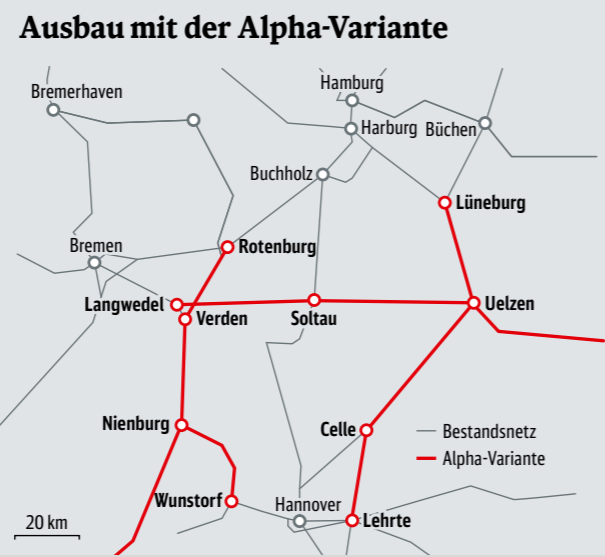 Ausbau mit der Alpha-Variante
Hamburg
Bremerhaven
Harburg
Büchen
Buchholz
Lüneburg
Bremen
Rotenburg
Langwedel
Uelzen
Verden
Soltau
Nienburg
Celle
Bestandsnetz
Alpha-Variante
Wunstorf
Hannover
Lehrte
20 km